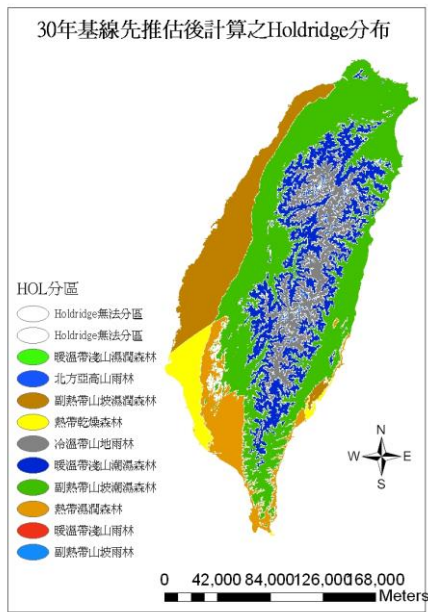 30年基線先推估後計算之Holdridge分布
HOL分區
Holdridge無法分區
Holdridge無法分區
暖溫帶淺山濕潤森林
北方亞高山雨林
副熱帶山坡濕潤森林
熱帶乾燥森林
冷溫帶山地雨林
暖溫帶淺山潮濕森林
副熱帶山坡潮濕森林
熱帶濕潤森林
暖溫帶淺山雨林
副熱帶山坡雨林
N
W E
S
0 42,000 84,000 126,000 168,000
Meters